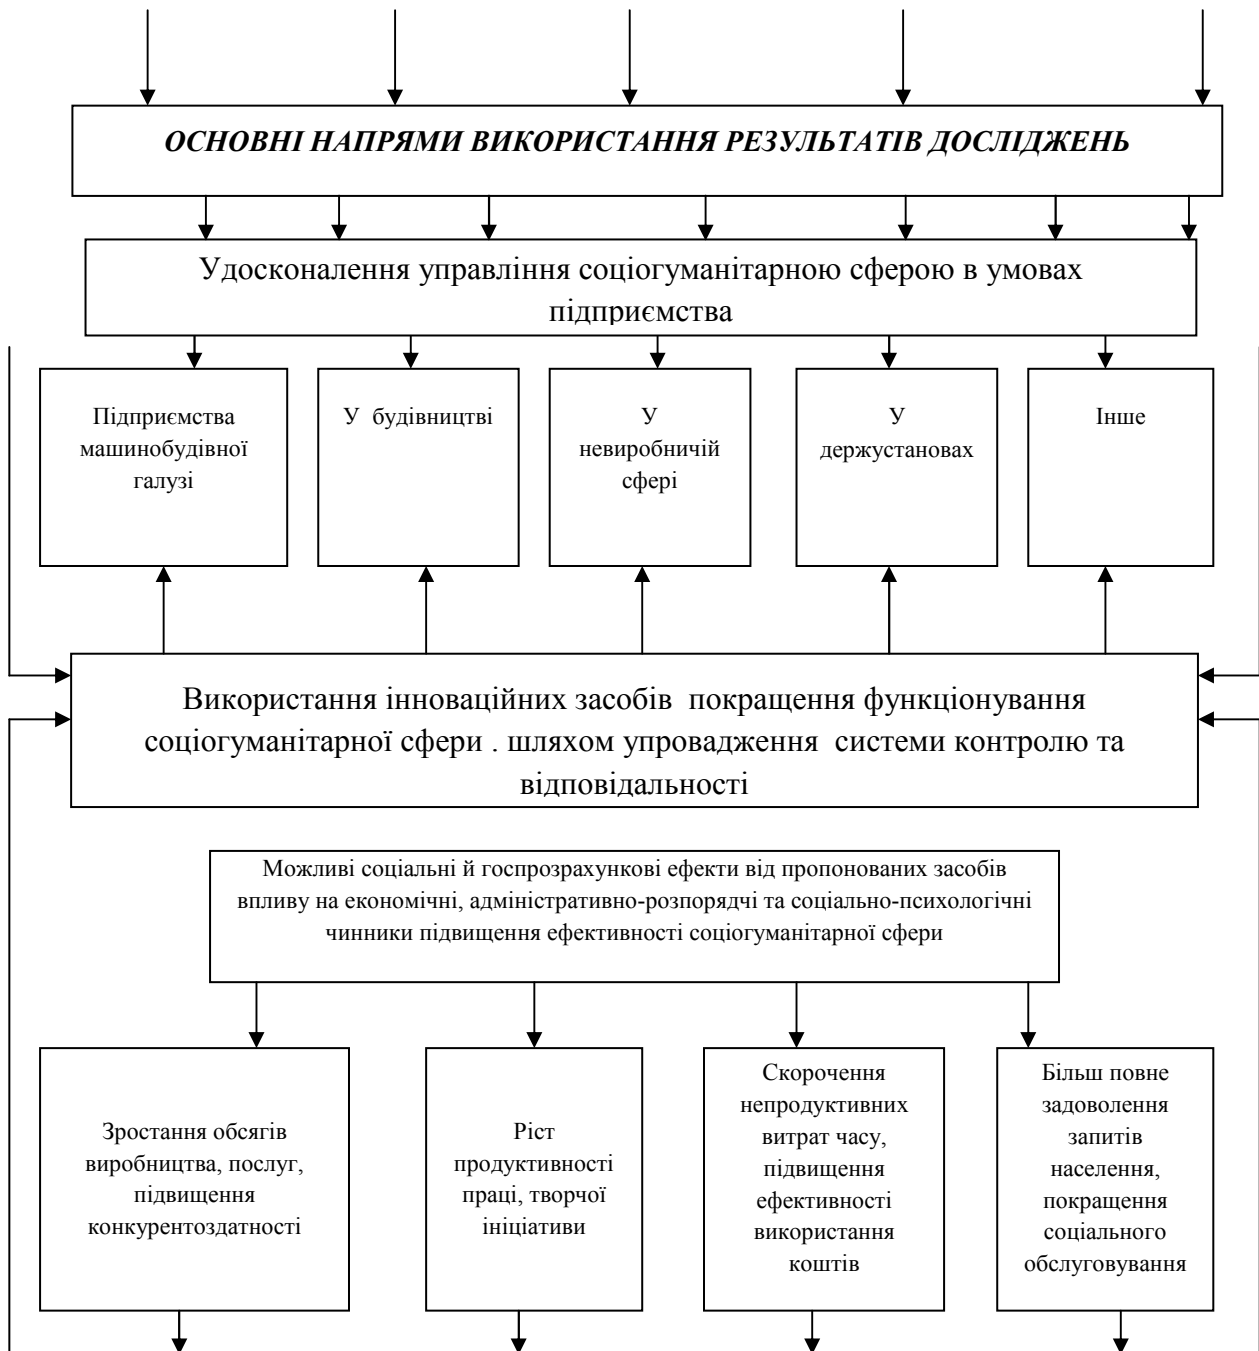 ОСНОВНІ НАПРЯМИ ВИКОРИСТАННЯ РЕЗУЛЬТАТІВ ДОСЛІДЖЕНЬ
Удосконалення управління соціогуманітарною сферою в умовах
підприємства
Підприємства
машинобудівної
галузі
У будівництві
У
невиробничій
сфері
У
держустановах
Інше
Використання інноваційних засобів покращення функціонування
соціогуманітарної сфери . шляхом упровадження системи контролю та
відповідальності
Можливі соціальні й госпрозрахункові ефекти від пропонованих засобів
впливу на економічні, адміністративно-розпорядчі та соціально-психологічні
чинники підвищення ефективності соціогуманітарної сфери
Зростання обсягів
виробництва, послуг,
підвищення
конкурентоздатності
Ріст
продуктивності
праці, творчої
ініціативи
Скорочення
непродуктивних
витрат часу,
підвищення
ефективності
використання
коштів
Більш повне
задоволення
запитів
населення,
покращення
соціального
обслуговування